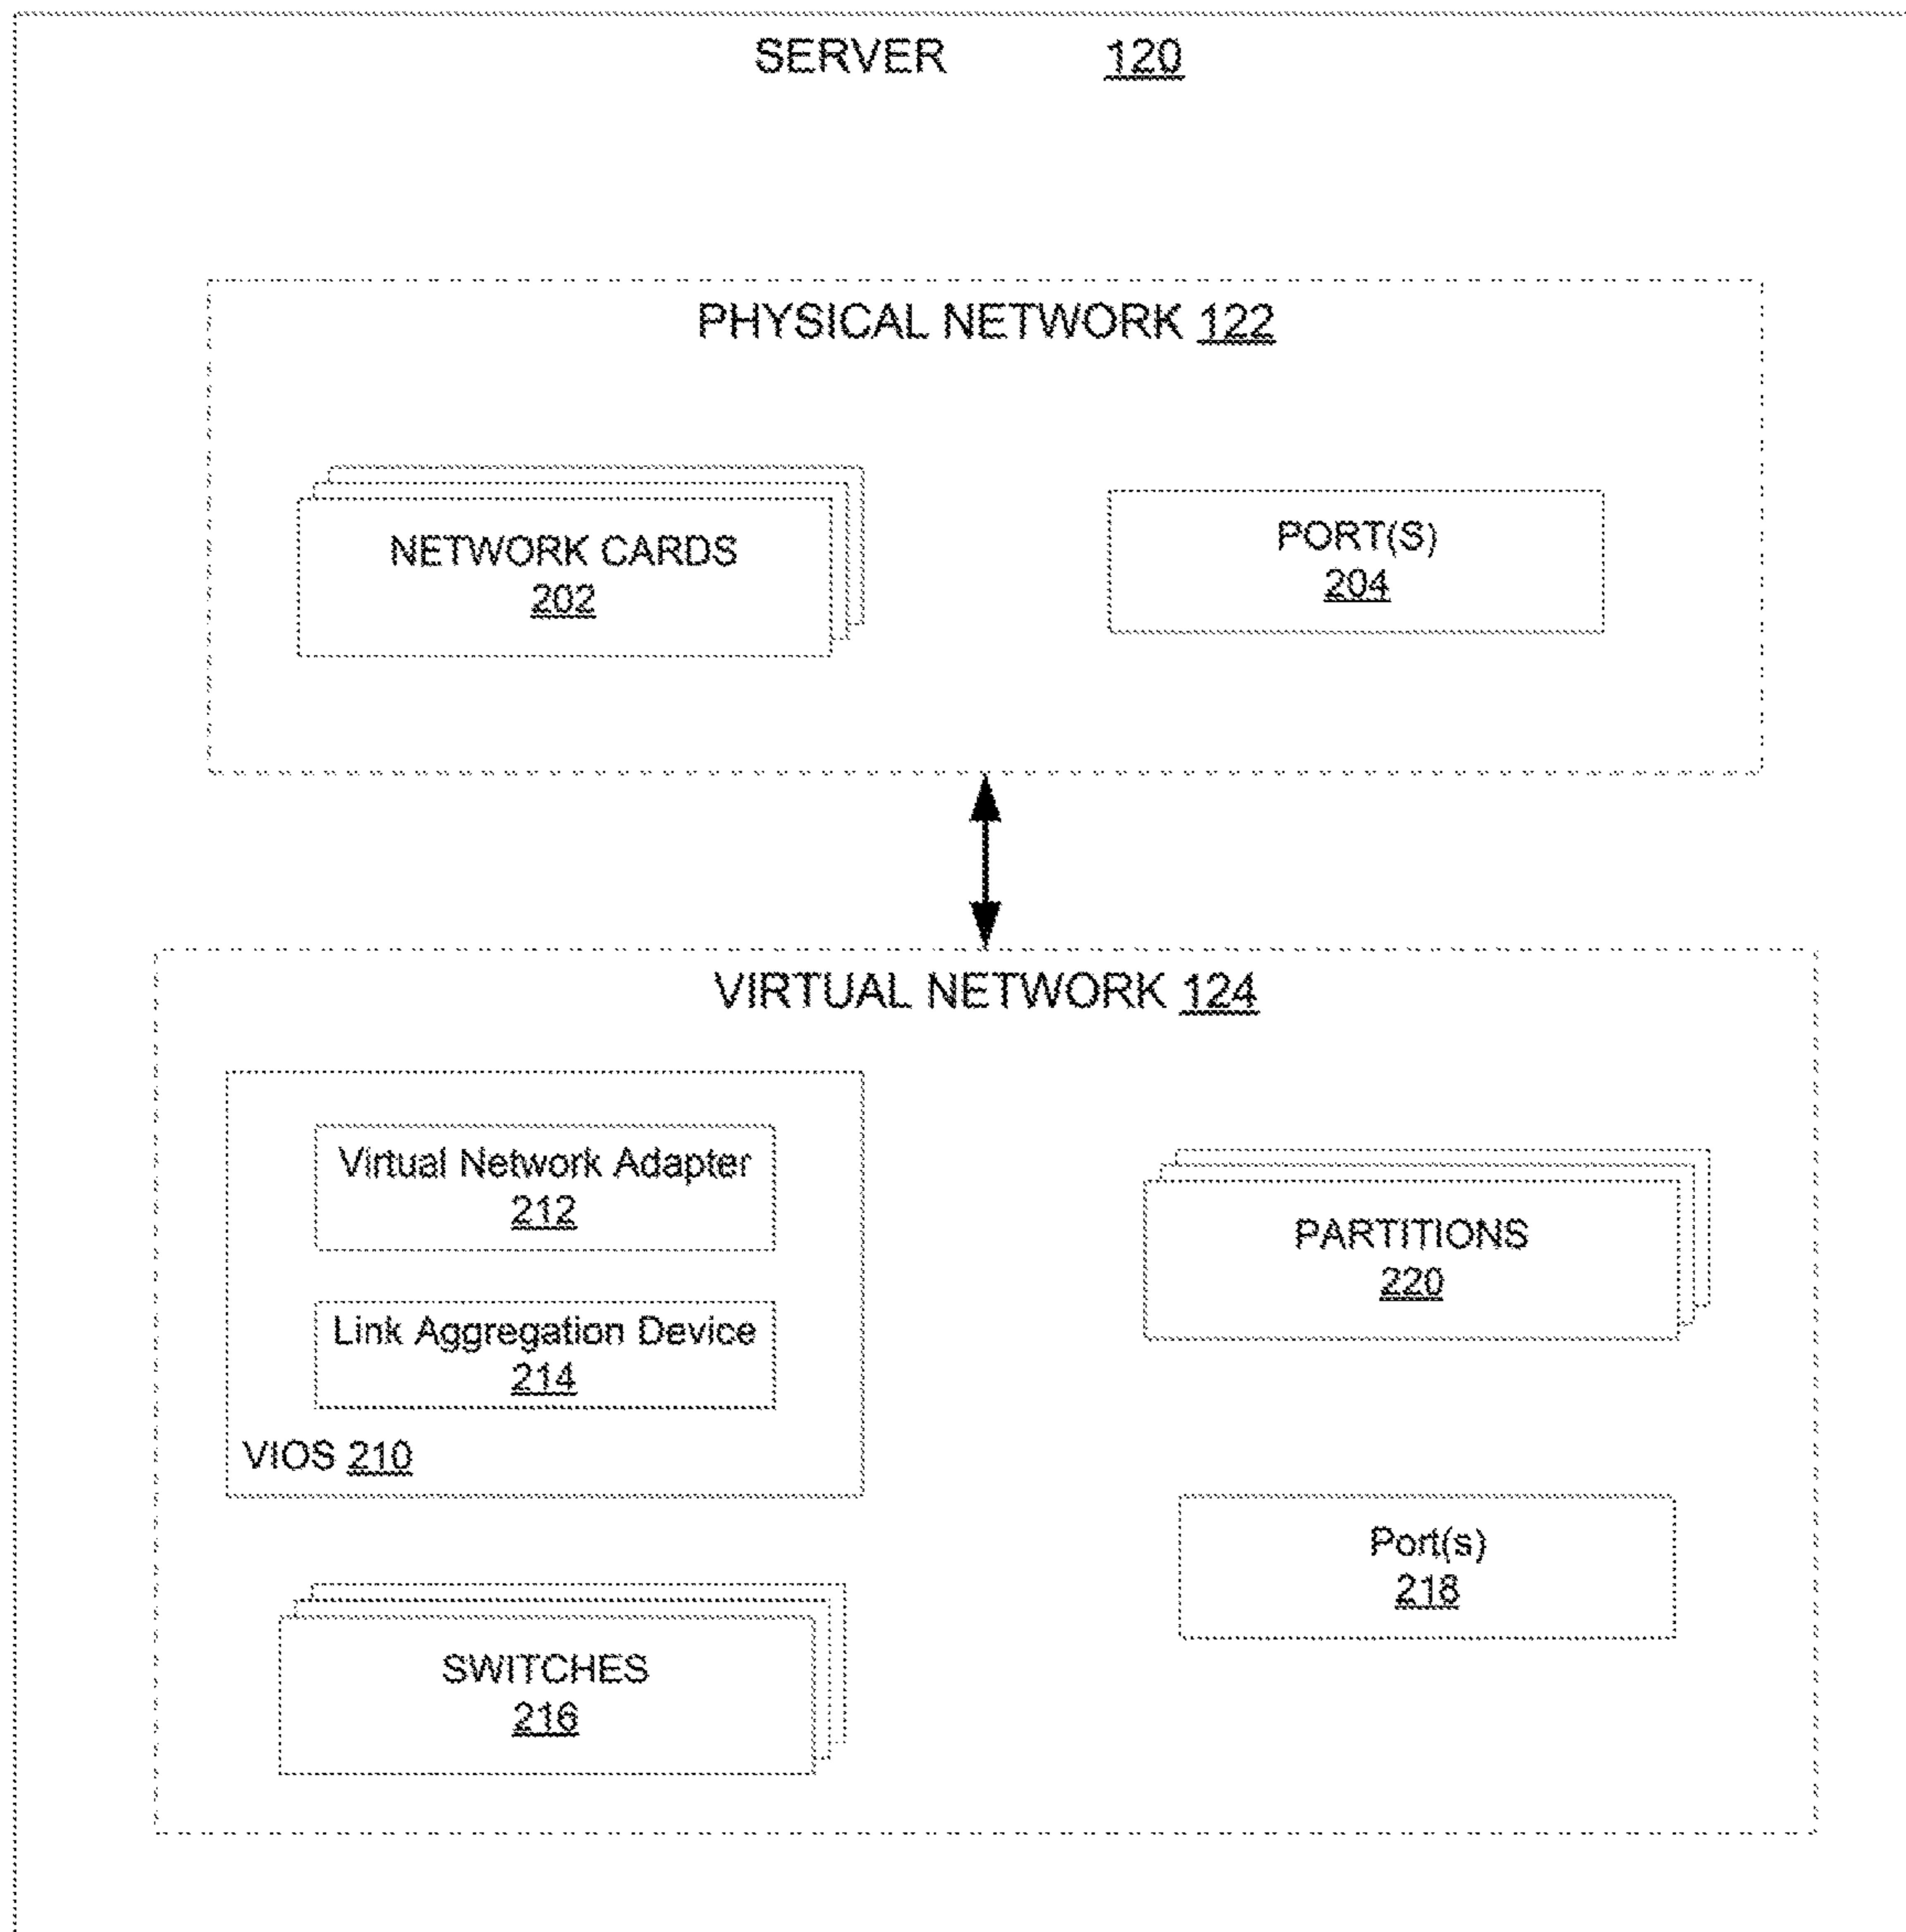 SERVER 120
PHYSICAL NETWORK 122
NETWORK CARDS
202
PORT(S)
204
VIRTUAL NETWORK 124
Virtual Network Adapter
212
Link Aggregation Device
214
VIOS 210
PARTITIONS
220
Port(s)
218
SWITCHES
216